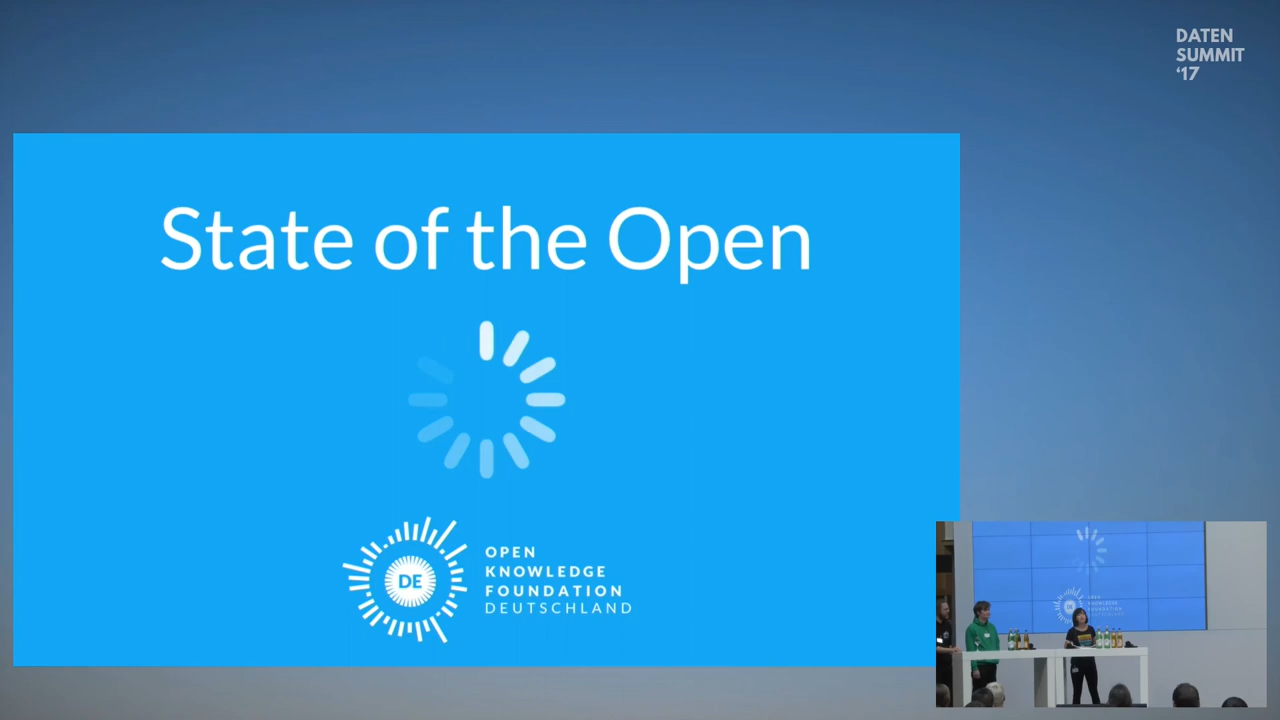 DATEN
SUMMIT
‘17
State of the Open
DE
OPEN
KNOWLEDGE
FOUNDATION
DEUTSCHLAND